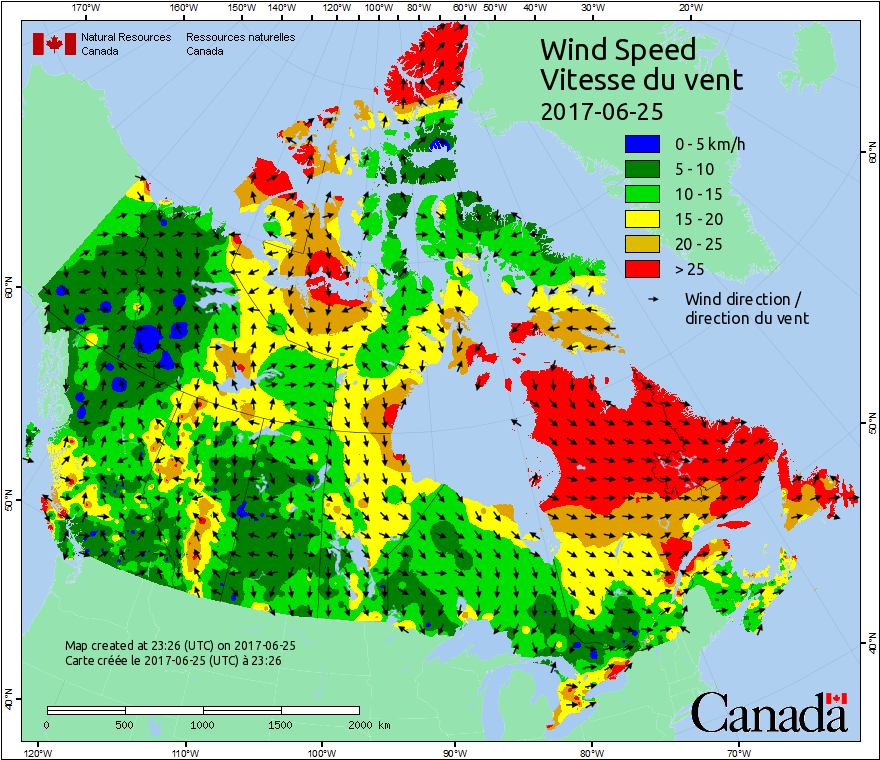 170°W 160°W 150°W 140°W 120°W 100°W 80°W 60°W 50°W 40°W 30°W 20°W
Natural Resources Ressources naturelles
Canada Canada
Wind Speed
Vitesse du vent
2017-06-25
0 - 5 km/h
5 - 10
10 - 15
15 - 20
20 - 25
> 25
Wind direction /
direction du vent
60°N
60°N
50°N
50°N
40°N
40°N
Map created at 23:26 (UTC) on 2017-06-25
Carte créée le 2017-06-25 (UTC) à 23:26
0 500 1000 1500 2000 km
Canada
120°W 110°W 100°W 90°W 80°W 70°W